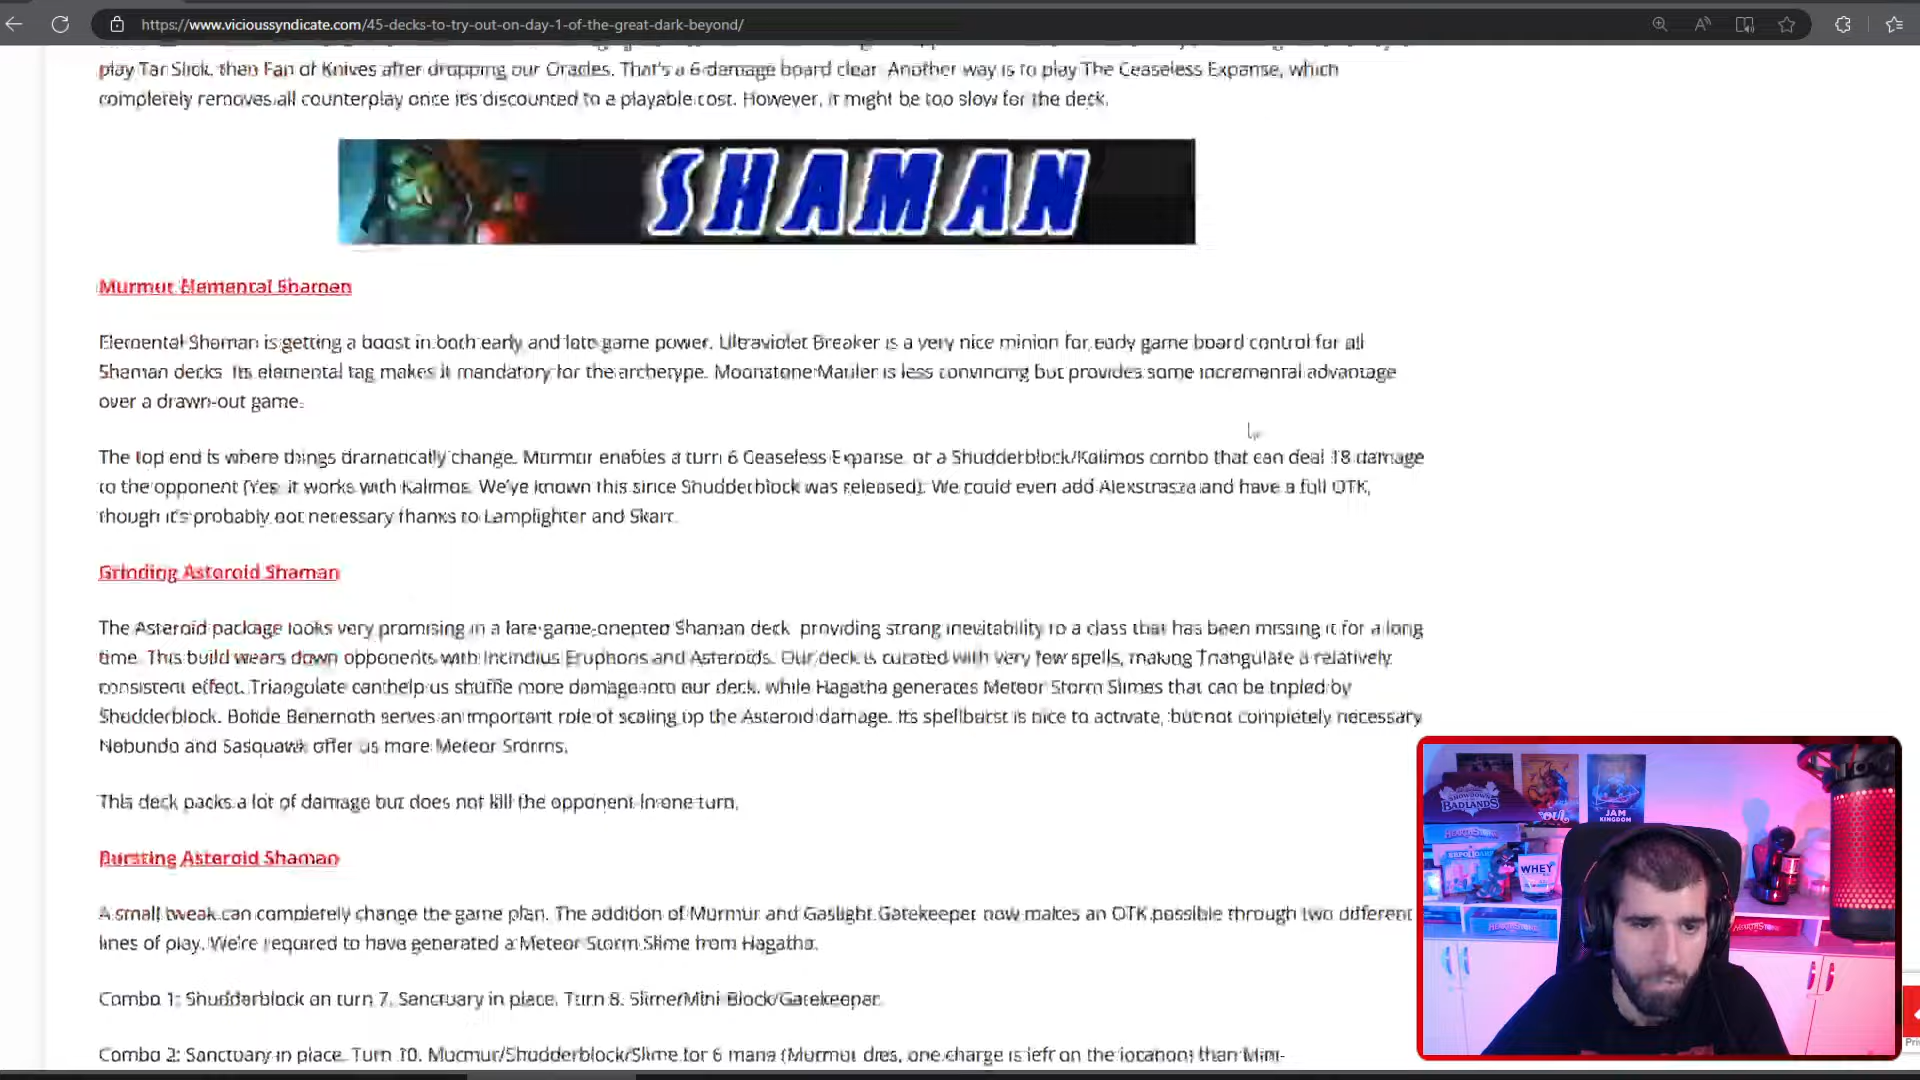 https://www.vicioussyndicate.com/45-decks-to-try-out-on-day-1-of-the-great-dark-beyond/
play Tar Slick, then Fan of Knives after dropping our Oracles. That's a 6-damage board clear. Another way is to play The Ceaseless Expanse, which
completely removes all counterplay once it's discounted to a playable cost. However, it might be too slow for the deck.
SHAMAN
Murmur Elemental Shaman
Elemental Shaman is getting a boost in both early and late game power. Ultraviolet Breaker is a very nice minion for early game board control for all
Shaman decks. Its elemental tag makes it mandatory for the archetype. Moonstone Mauler is less convincing but provides some incremental advantage
over a drawn-out game.
The top end is where things dramatically change. Murmur enables a turn 6 Ceaseless Expanse, or a Shudderblock/Kalimos combo that can deal 18 damage
to the opponent (Yes, it works with Kalimos. We've known this since Shudderblock was released). We could even add Alexstrasza and have a full OTK,
though it's probably not necessary thanks to Lamplighter and Skarr.
Grinding Asteroid Shaman
The Asteroid package looks very promising in a late-game-oriented Shaman deck, providing strong inevitability to a class that has been missing it for a long
time. This build wears down opponents with Incindius Eruptions and Asteroids. Our deck is curated with very few spells, making Triangulate a relatively
consistent effect. Triangulate can help us shuffle more damage into our deck, while Hagatha generates Meteor Storm Slimes that can be tripled by
Shudderblock. Bolide Behemoth serves an important role of scaling up the Asteroid damage. Its spellburst is nice to activate, but not completely necessary.
Nobundo and Sasquawk offer us more Meteor Storms.
This deck packs a lot of damage but does not kill the opponent in one turn.
Bursting Asteroid Shaman
A small tweak can completely change the game plan. The addition of Murmur and Gaslight Gatekeeper now makes an OTK possible through two different
lines of play. We're required to have generated a Meteor Storm Slime from Hagatha.
Combo 1: Shudderblock on turn 7. Sanctuary in place. Turn 8. Slime/Mini Block/Gatekeeper.
Combo 2: Sanctuary in place. Turn 10. Murmur/Shudderblock/Slime for 6 mana (Murmur dies, one charge is left on the location) then Mini-
SHOWDOWN
BADLANDS
JAM
KINGDOM
HEARTHSTONE
WHEY
HEARTHSTONE